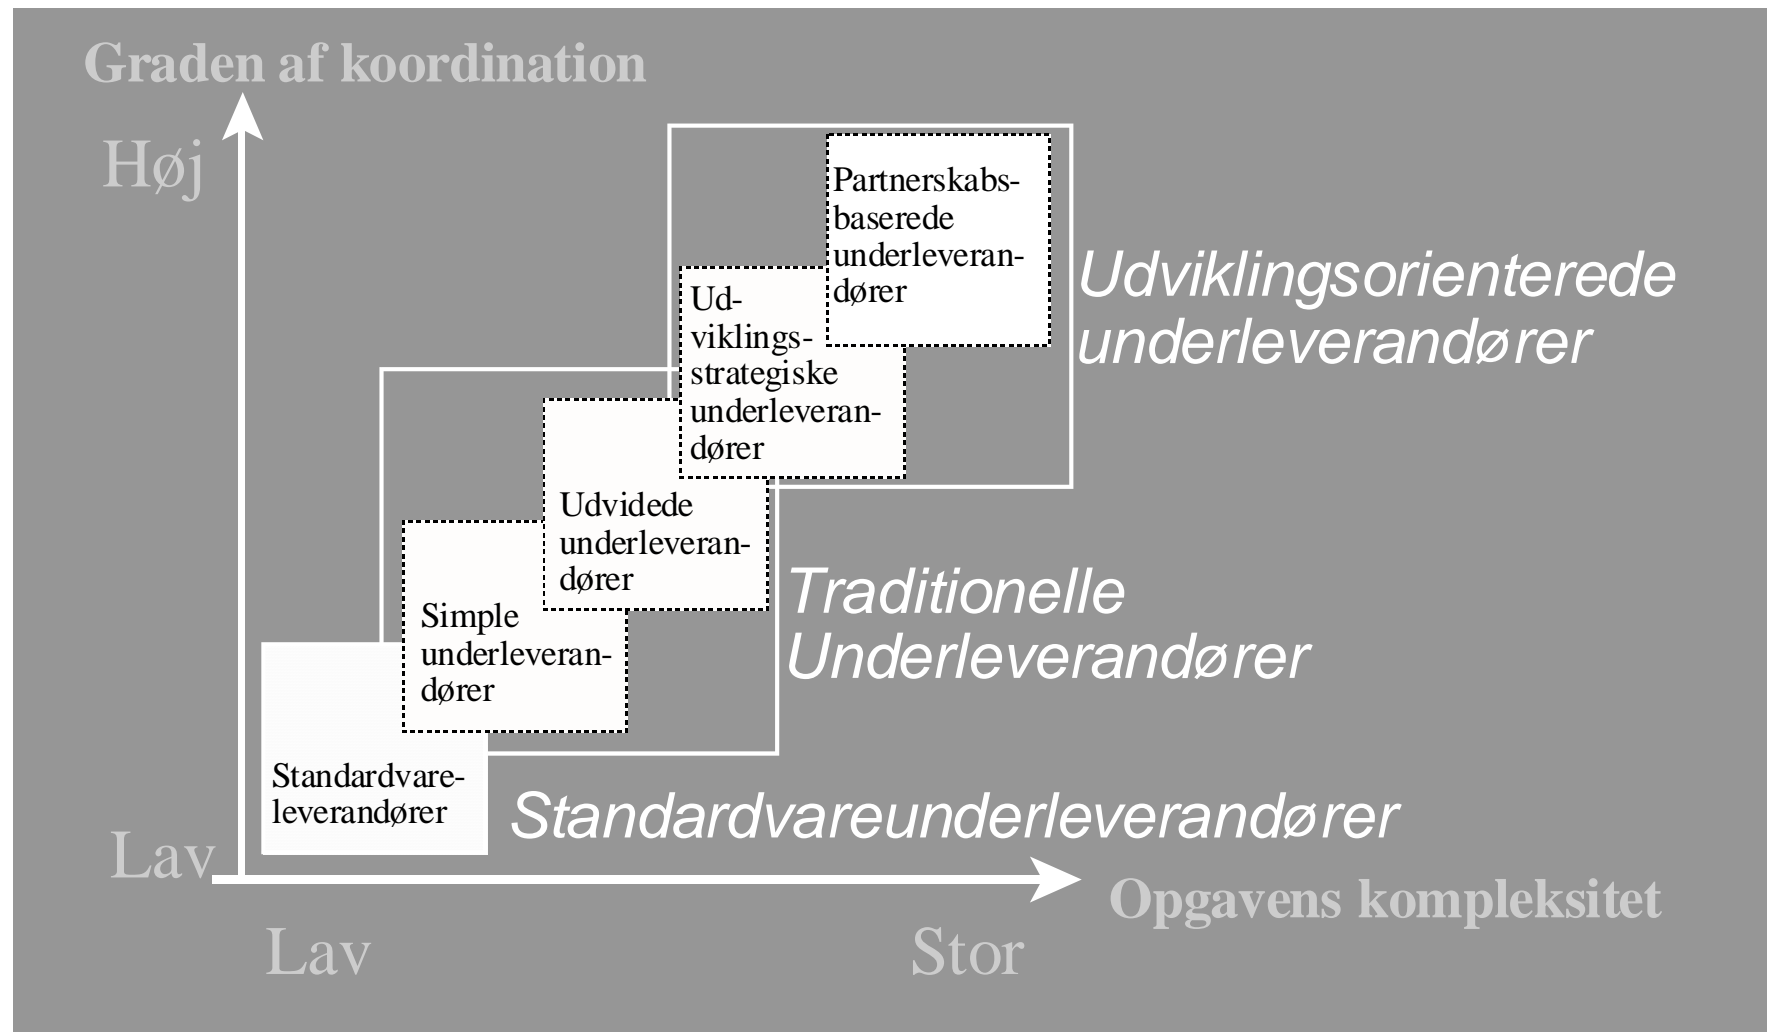 Graden af koordination
Høj
Partnerskabs-
baserede
underleveran-
dører
Ud-
viklings-
strategiske
underleveran-
dører
Udviklingsorienterede
underleverandører
Udvidede
underleveran-
dører
Simple
underleveran-
dører
Traditionelle
Underleverandører
Standardvare-
leverandører
Standardvareunderleverandører
Lav
Opgavens kompleksitet
Lav
Stor